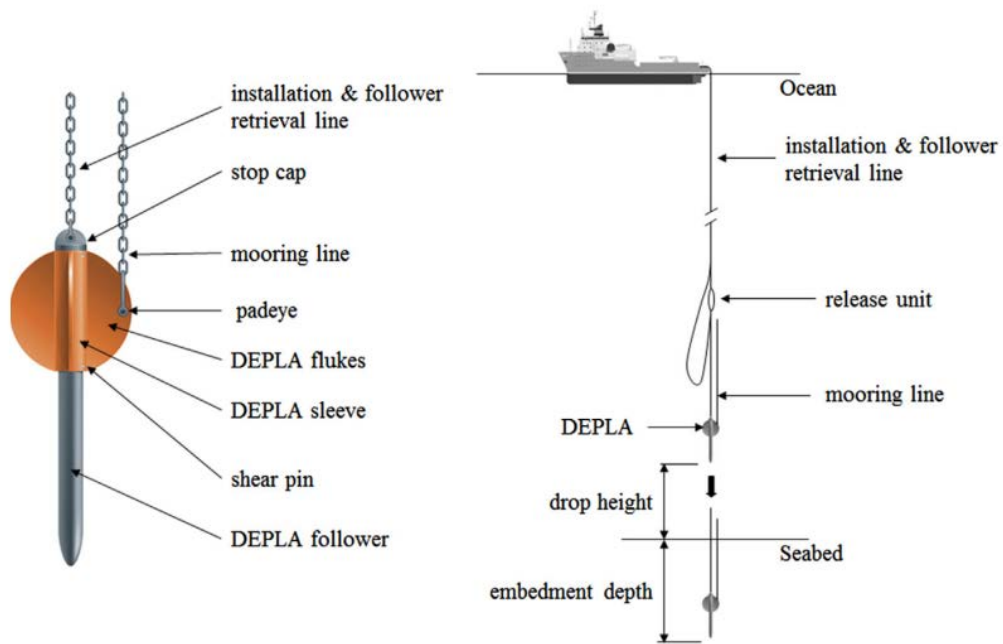 installation & follower
retrieval line
stop cap
mooring line
padeye
DEPLA flukes
DEPLA sleeve
shear pin
DEPLA follower
Ocean
installation & follower
retrieval line
release unit
mooring line
DEPLA
drop height
Seabed
embedment depth